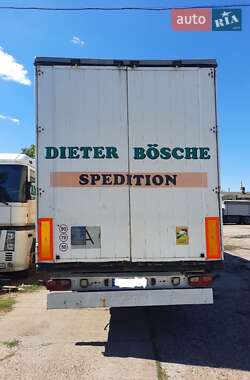 auto RIA
DIETER BÖSCHE
SPEDITION
A